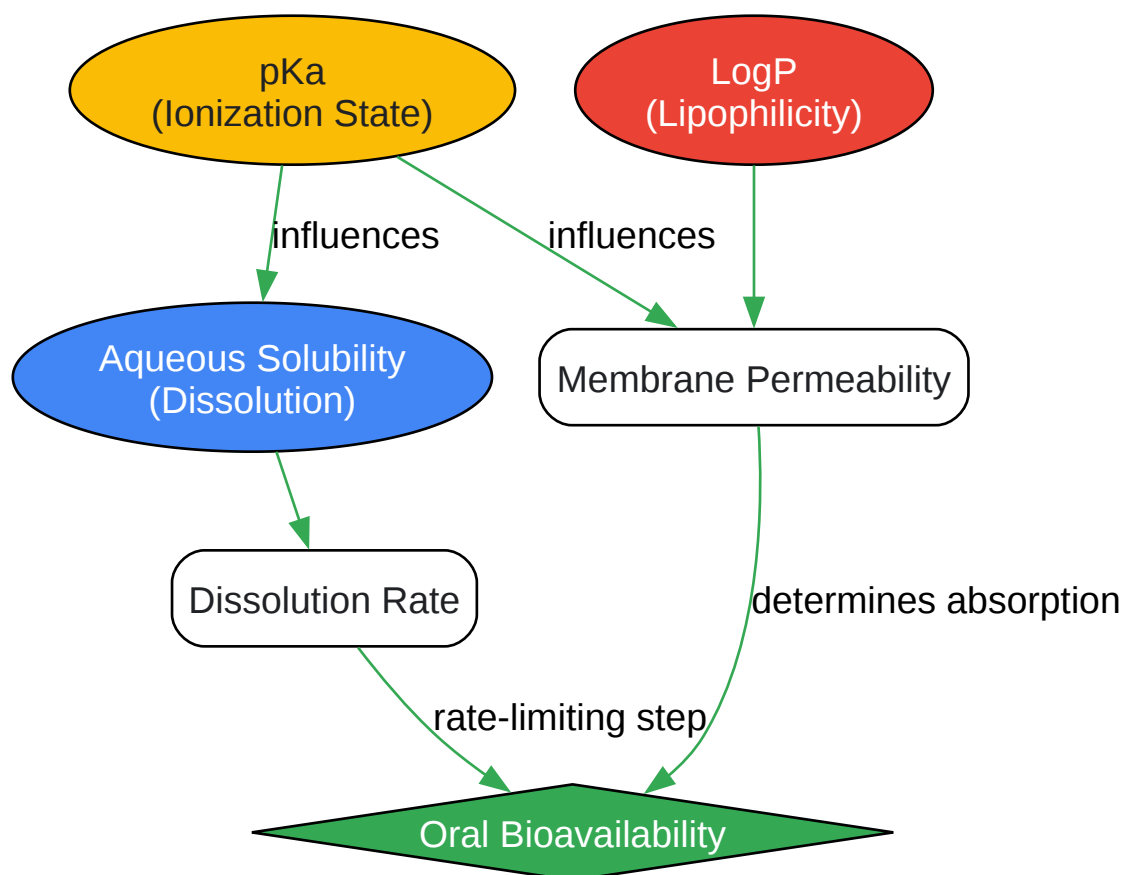 pKa
(Ionization State)
LogP
(Lipophilicity)
influences
influences
Aqueous Solubility
(Dissolution)
Membrane Permeability
Dissolution Rate
determines absorption
rate-limiting step
Oral Bioavailability